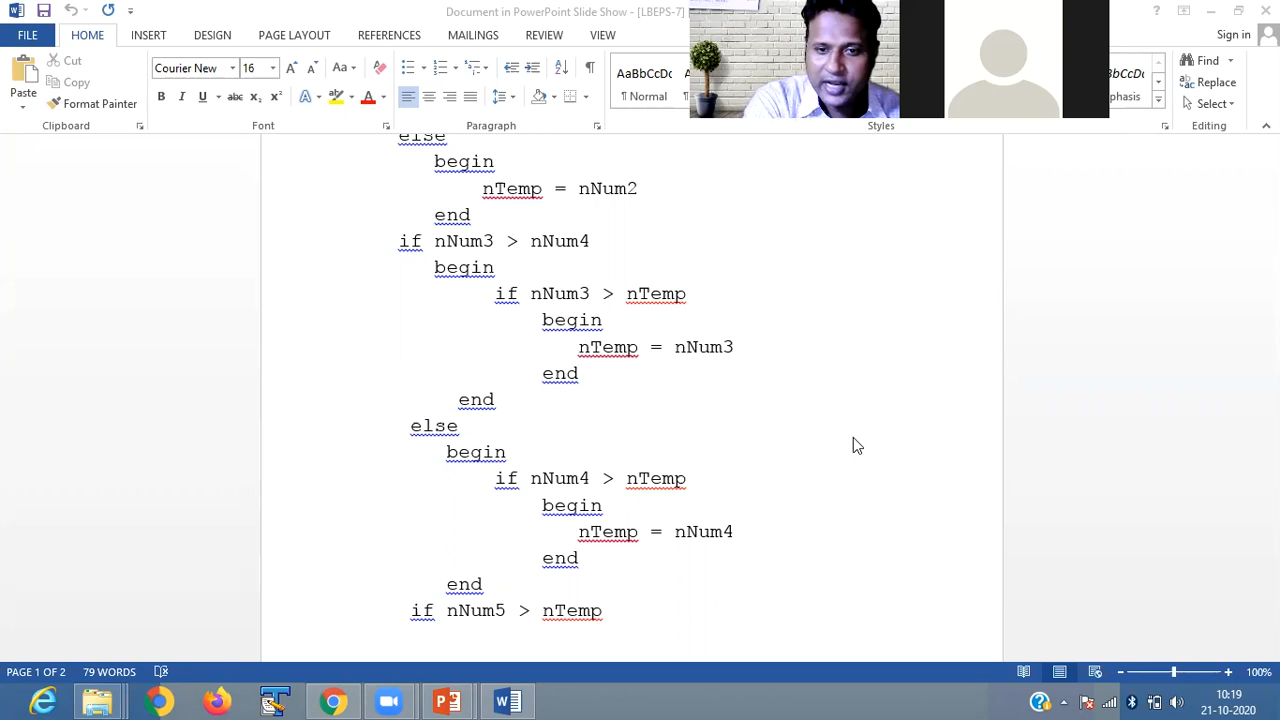 Document in PowerPoint Slide Show - [LBEPS-7]
FILE HOME INSERT DESIGN PAGE LAYOUT REFERENCES MAILINGS REVIEW VIEW Sign in
Cut
Copy
Format Painter
Paste
Clipboard
Courier New 16
Font
Paragraph
AaBbCcDc
¶ Normal
Styles
Find
Replace
Select
Editing
else
begin
nTemp = nNum2
end
if nNum3 > nNum4
begin
if nNum3 > nTemp
begin
nTemp = nNum3
end
end
else
begin
if nNum4 > nTemp
begin
nTemp = nNum4
end
end
if nNum5 > nTemp
PAGE 1 OF 2 79 WORDS 100%
10:19
21-10-2020